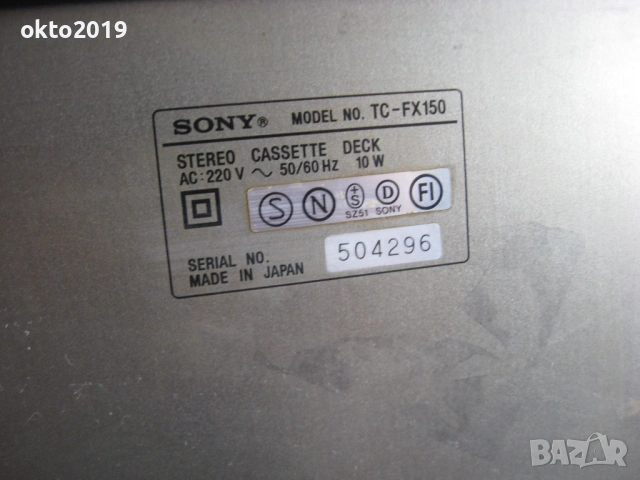 okto2019
SONY® MODEL NO. TC-FX150
STEREO CASSETTE DECK
AC:220 V ~ 50/60 Hz 10 W
S N +S D FI
SZ51 SONY
SERIAL NO. 504296
MADE IN JAPAN
BAZAR